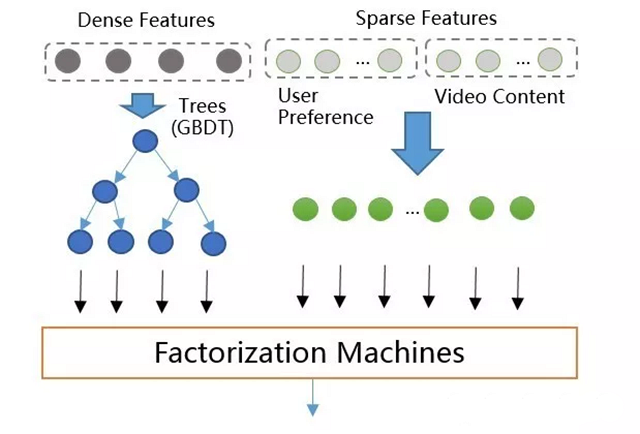 Dense Features
Sparse Features
...
...
User
Preference
Video Content
Trees
(GBDT)
...
Factorization Machines